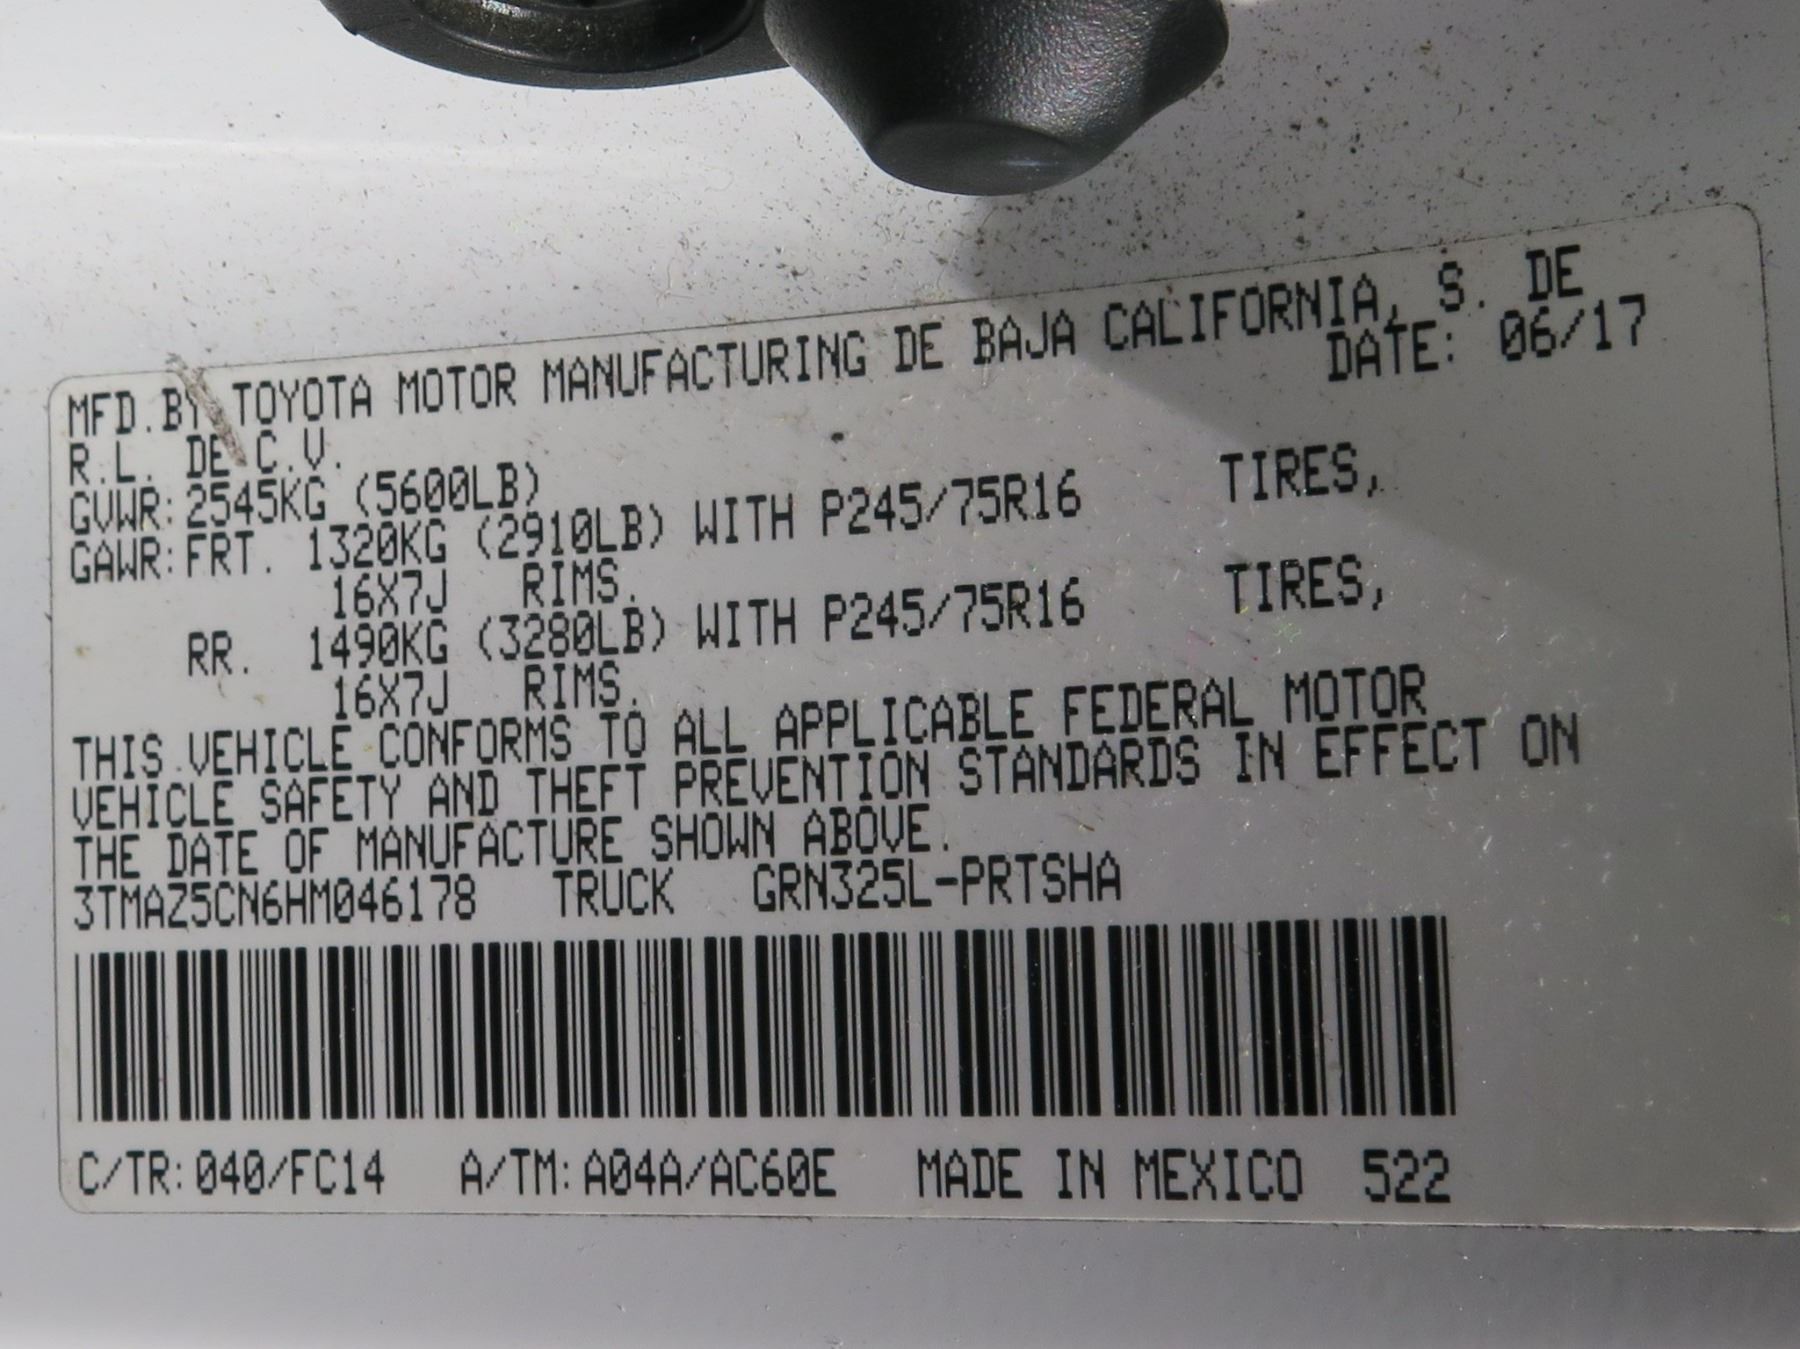 MFD.BY TOYOTA MOTOR MANUFACTURING DE BAJA CALIFORNIA, S. DE
R.L. DE C.V. DATE: 06/17
GVWR:2545KG (5600LB)
GAWR:FRT. 1320KG (2910LB) WITH P245/75R16 TIRES,
16X7J RIMS.
RR. 1490KG (3280LB) WITH P245/75R16 TIRES,
16X7J RIMS.
THIS VEHICLE CONFORMS TO ALL APPLICABLE FEDERAL MOTOR
VEHICLE SAFETY AND THEFT PREVENTION STANDARDS IN EFFECT ON
THE DATE OF MANUFACTURE SHOWN ABOVE.
3TMAZ5CN6HM046178 TRUCK GRN325L-PRTSHA
C/TR:040/FC14 A/TM:A04A/AC60E MADE IN MEXICO 522